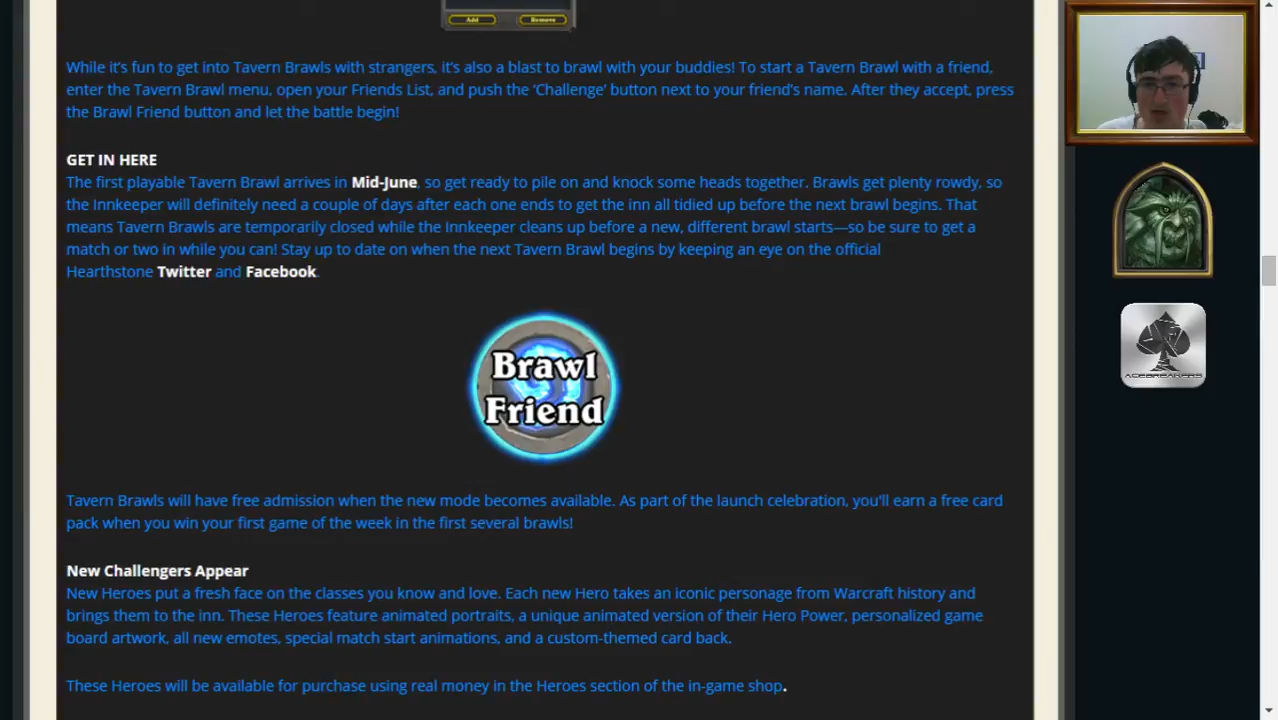 Add Remove
While it's fun to get into Tavern Brawls with strangers, it's also a blast to brawl with your buddies! To start a Tavern Brawl with a friend,
enter the Tavern Brawl menu, open your Friends List, and push the 'Challenge' button next to your friend's name. After they accept, press
the Brawl Friend button and let the battle begin!
GET IN HERE
The first playable Tavern Brawl arrives in Mid-June, so get ready to pile on and knock some heads together. Brawls get plenty rowdy, so
the Innkeeper will definitely need a couple of days after each one ends to get the inn all tidied up before the next brawl begins. That
means Tavern Brawls are temporarily closed while the Innkeeper cleans up before a new, different brawl starts—so be sure to get a
match or two in while you can! Stay up to date on when the next Tavern Brawl begins by keeping an eye on the official
Hearthstone Twitter and Facebook.
Brawl
Friend
Tavern Brawls will have free admission when the new mode becomes available. As part of the launch celebration, you'll earn a free card
pack when you win your first game of the week in the first several brawls!
New Challengers Appear
New Heroes put a fresh face on the classes you know and love. Each new Hero takes an iconic personage from Warcraft history and
brings them to the inn. These Heroes feature animated portraits, a unique animated version of their Hero Power, personalized game
board artwork, all new emotes, special match start animations, and a custom-themed card back.
These Heroes will be available for purchase using real money in the Heroes section of the in-game shop.
ACEBREAKERS